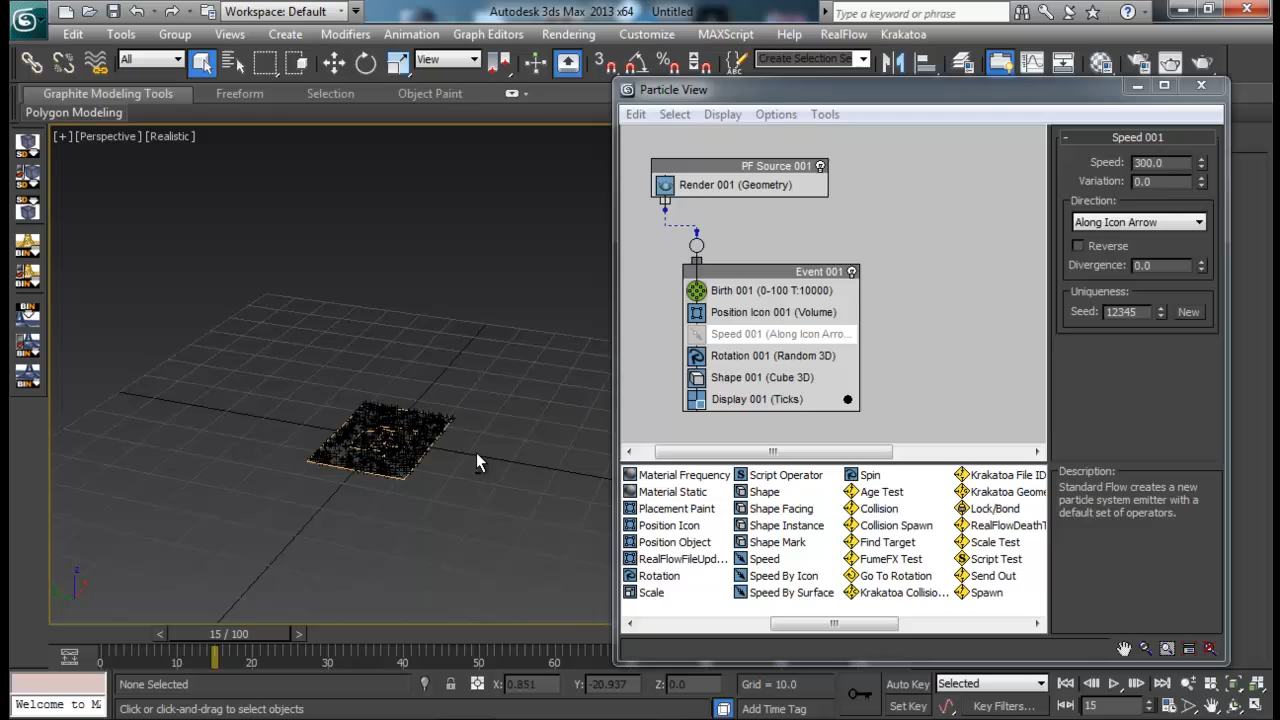 Workspace: Default
Autodesk 3ds Max 2013 x64 Untitled
Type a keyword or phrase
Edit Tools Group Views Create Modifiers Animation Graph Editors Rendering Customize MAXScript Help RealFlow Krakatoa
All
View
Create Selection Se
Graphite Modeling Tools Freeform Selection Object Paint
Polygon Modeling
[+] [Perspective] [Realistic]
Particle View
Edit Select Display Options Tools
PF Source 001
Render 001 (Geometry)
Event 001
Birth 001 (0-100 T:10000)
Position Icon 001 (Volume)
Speed 001 (Along Icon Arro...
Rotation 001 (Random 3D)
Shape 001 (Cube 3D)
Display 001 (Ticks)
- Speed 001
Speed: 300.0
Variation: 0.0
Direction:
Along Icon Arrow
Reverse
Divergence: 0.0
Uniqueness:
Seed: 12345 New
Material Frequency Script Operator Spin Krakatoa File ID
Material Static Shape Age Test Krakatoa Geome
Placement Paint Shape Facing Collision Lock/Bond
Position Icon Shape Instance Collision Spawn RealFlowDeathT
Position Object Shape Mark Find Target Scale Test
RealFlowFileUpd... Speed FumeFX Test Script Test
Rotation Speed By Icon Go To Rotation Send Out
Scale Speed By Surface Krakatoa Collisio... Spawn
Description:
Standard Flow creates a new
particle system emitter with a
default set of operators.
SD
SD
SD
BIN
BIN
BIN
BIN
BIN
z
< 15 / 100 >
0 10 20 30 40 50 60
None Selected X: 0.851 Y: -20.937 Z: 0.0 Grid = 10.0 Auto Key Selected
Welcome to M
Click or click-and-drag to select objects Add Time Tag Set Key Key Filters... 15